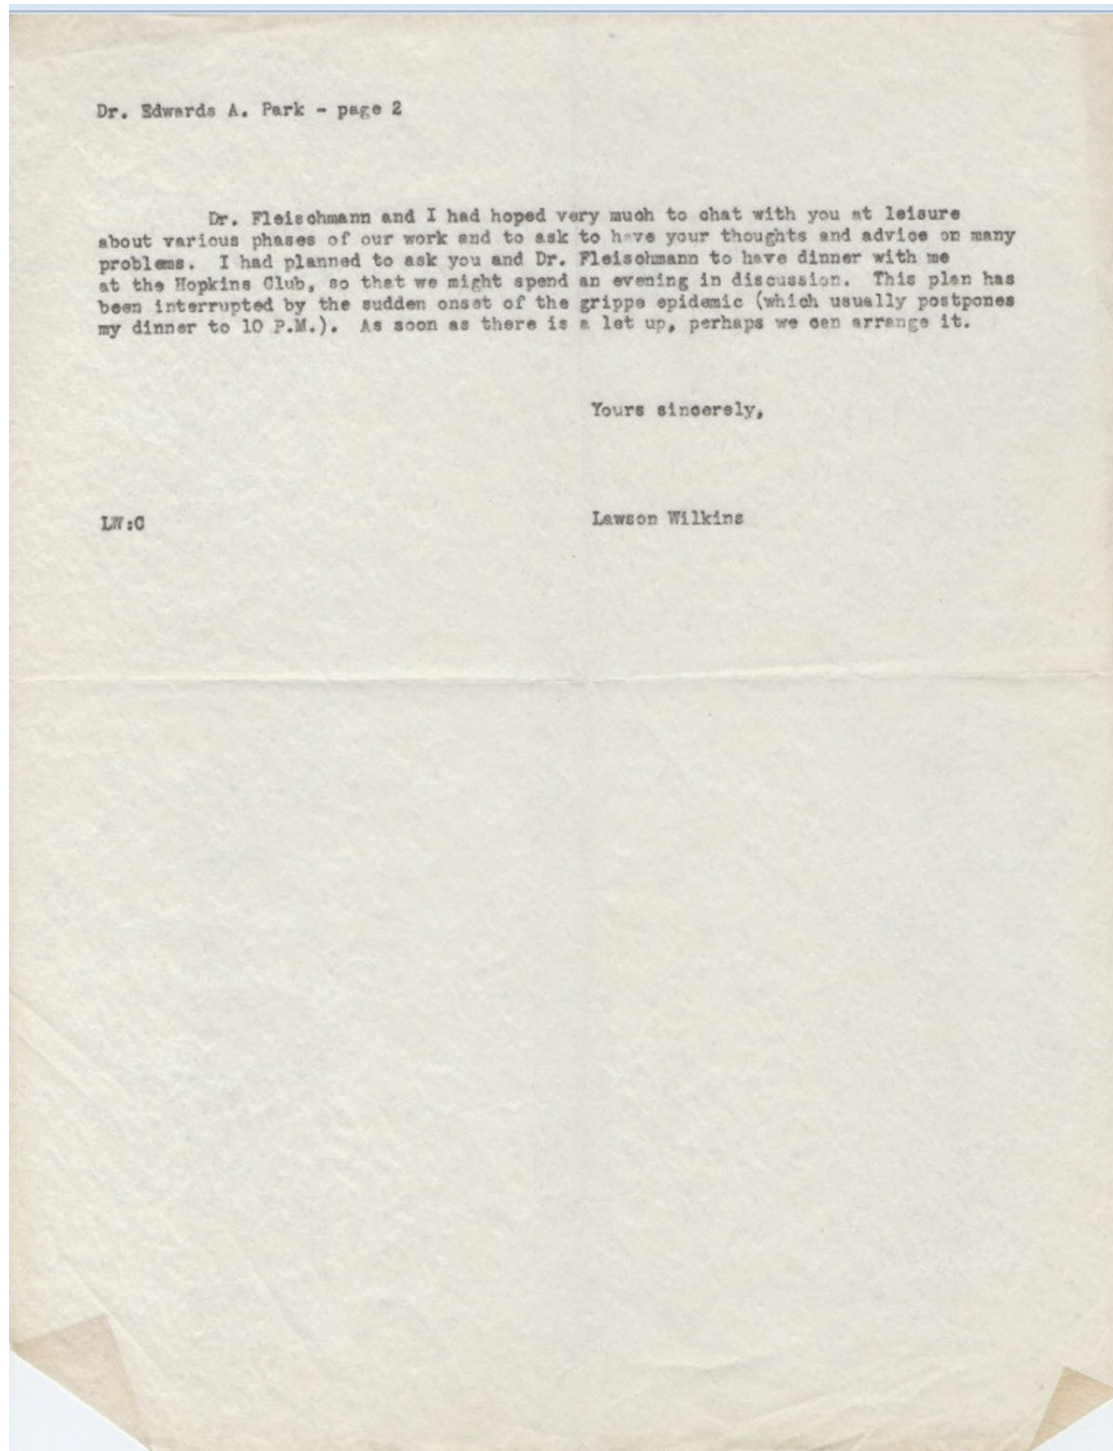 Dr. Edwards A. Park - page 2
Dr. Fleischmann and I had hoped very much to chat with you at leisure
about various phases of our work and to ask to have your thoughts and advice on many
problems. I had planned to ask you and Dr. Fleischmann to have dinner with me
at the Hopkins Club, so that we might spend an evening in discussion. This plan has
been interrupted by the sudden onset of the grippe epidemic (which usually postpones
my dinner to 10 P.M.). As soon as there is a let up, perhaps we can arrange it.
Yours sincerely,
LW:C
Lawson Wilkins